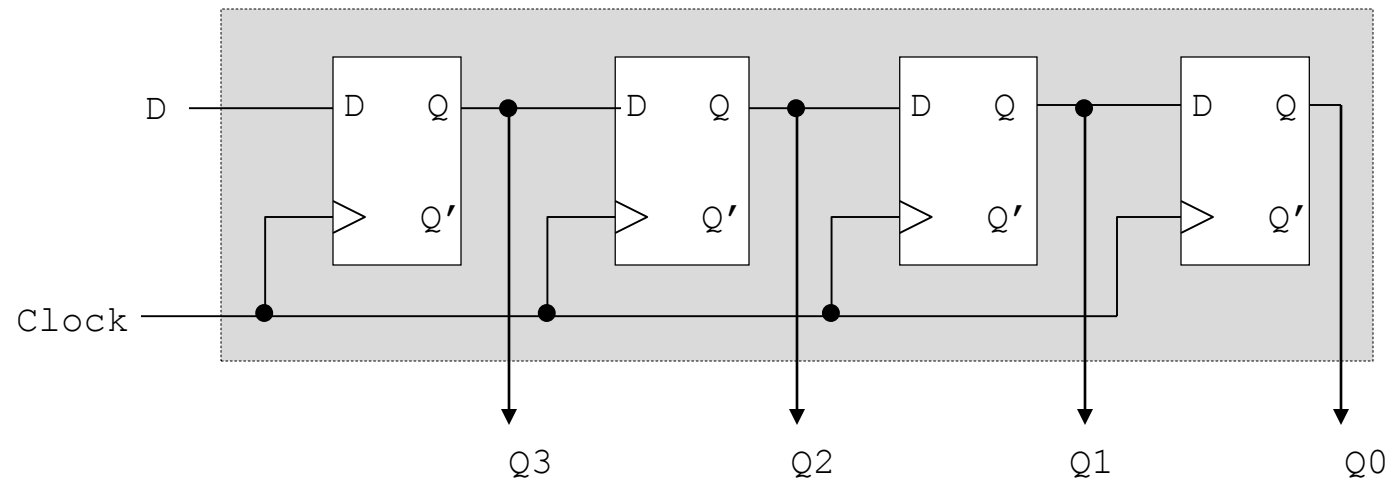 D
D Q D Q D Q D Q
Q’ Q’ Q’ Q’
Clock
Q3 Q2 Q1 Q0